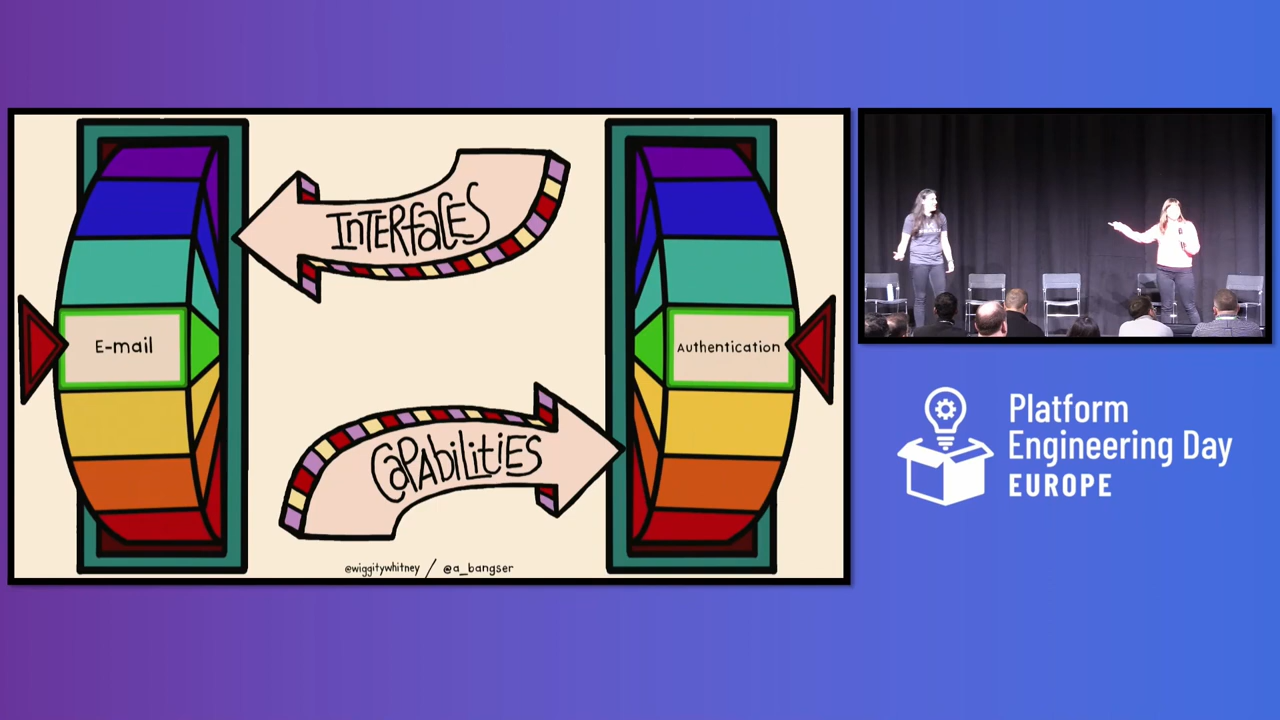 INTERFACES
E-mail
Authentication
CAPABILITIES
@wiggitywhitney / @a_bangser
Platform
Engineering Day
EUROPE